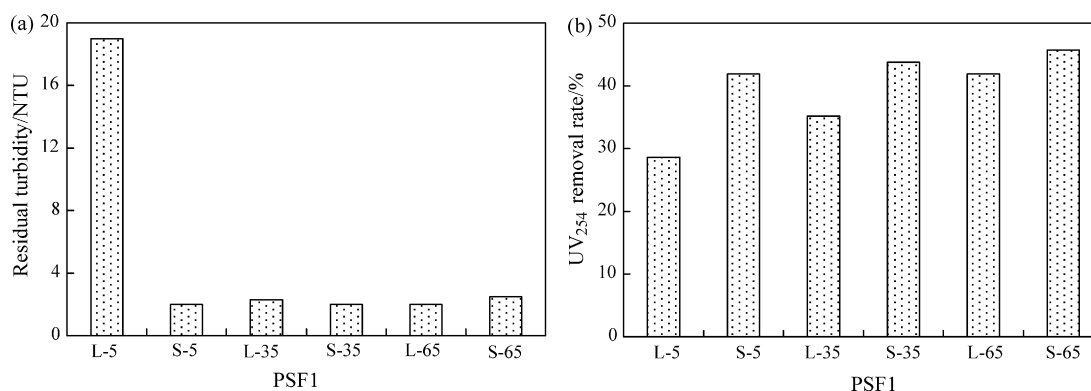 (a)
Residual turbidity/NTU
20
16
12
8
4
0
L-5 S-5 L-35 S-35 L-65 S-65
PSF1
(b)
UV₂₅₄ removal rate/%
50
40
30
20
10
0
L-5 S-5 L-35 S-35 L-65 S-65
PSF1